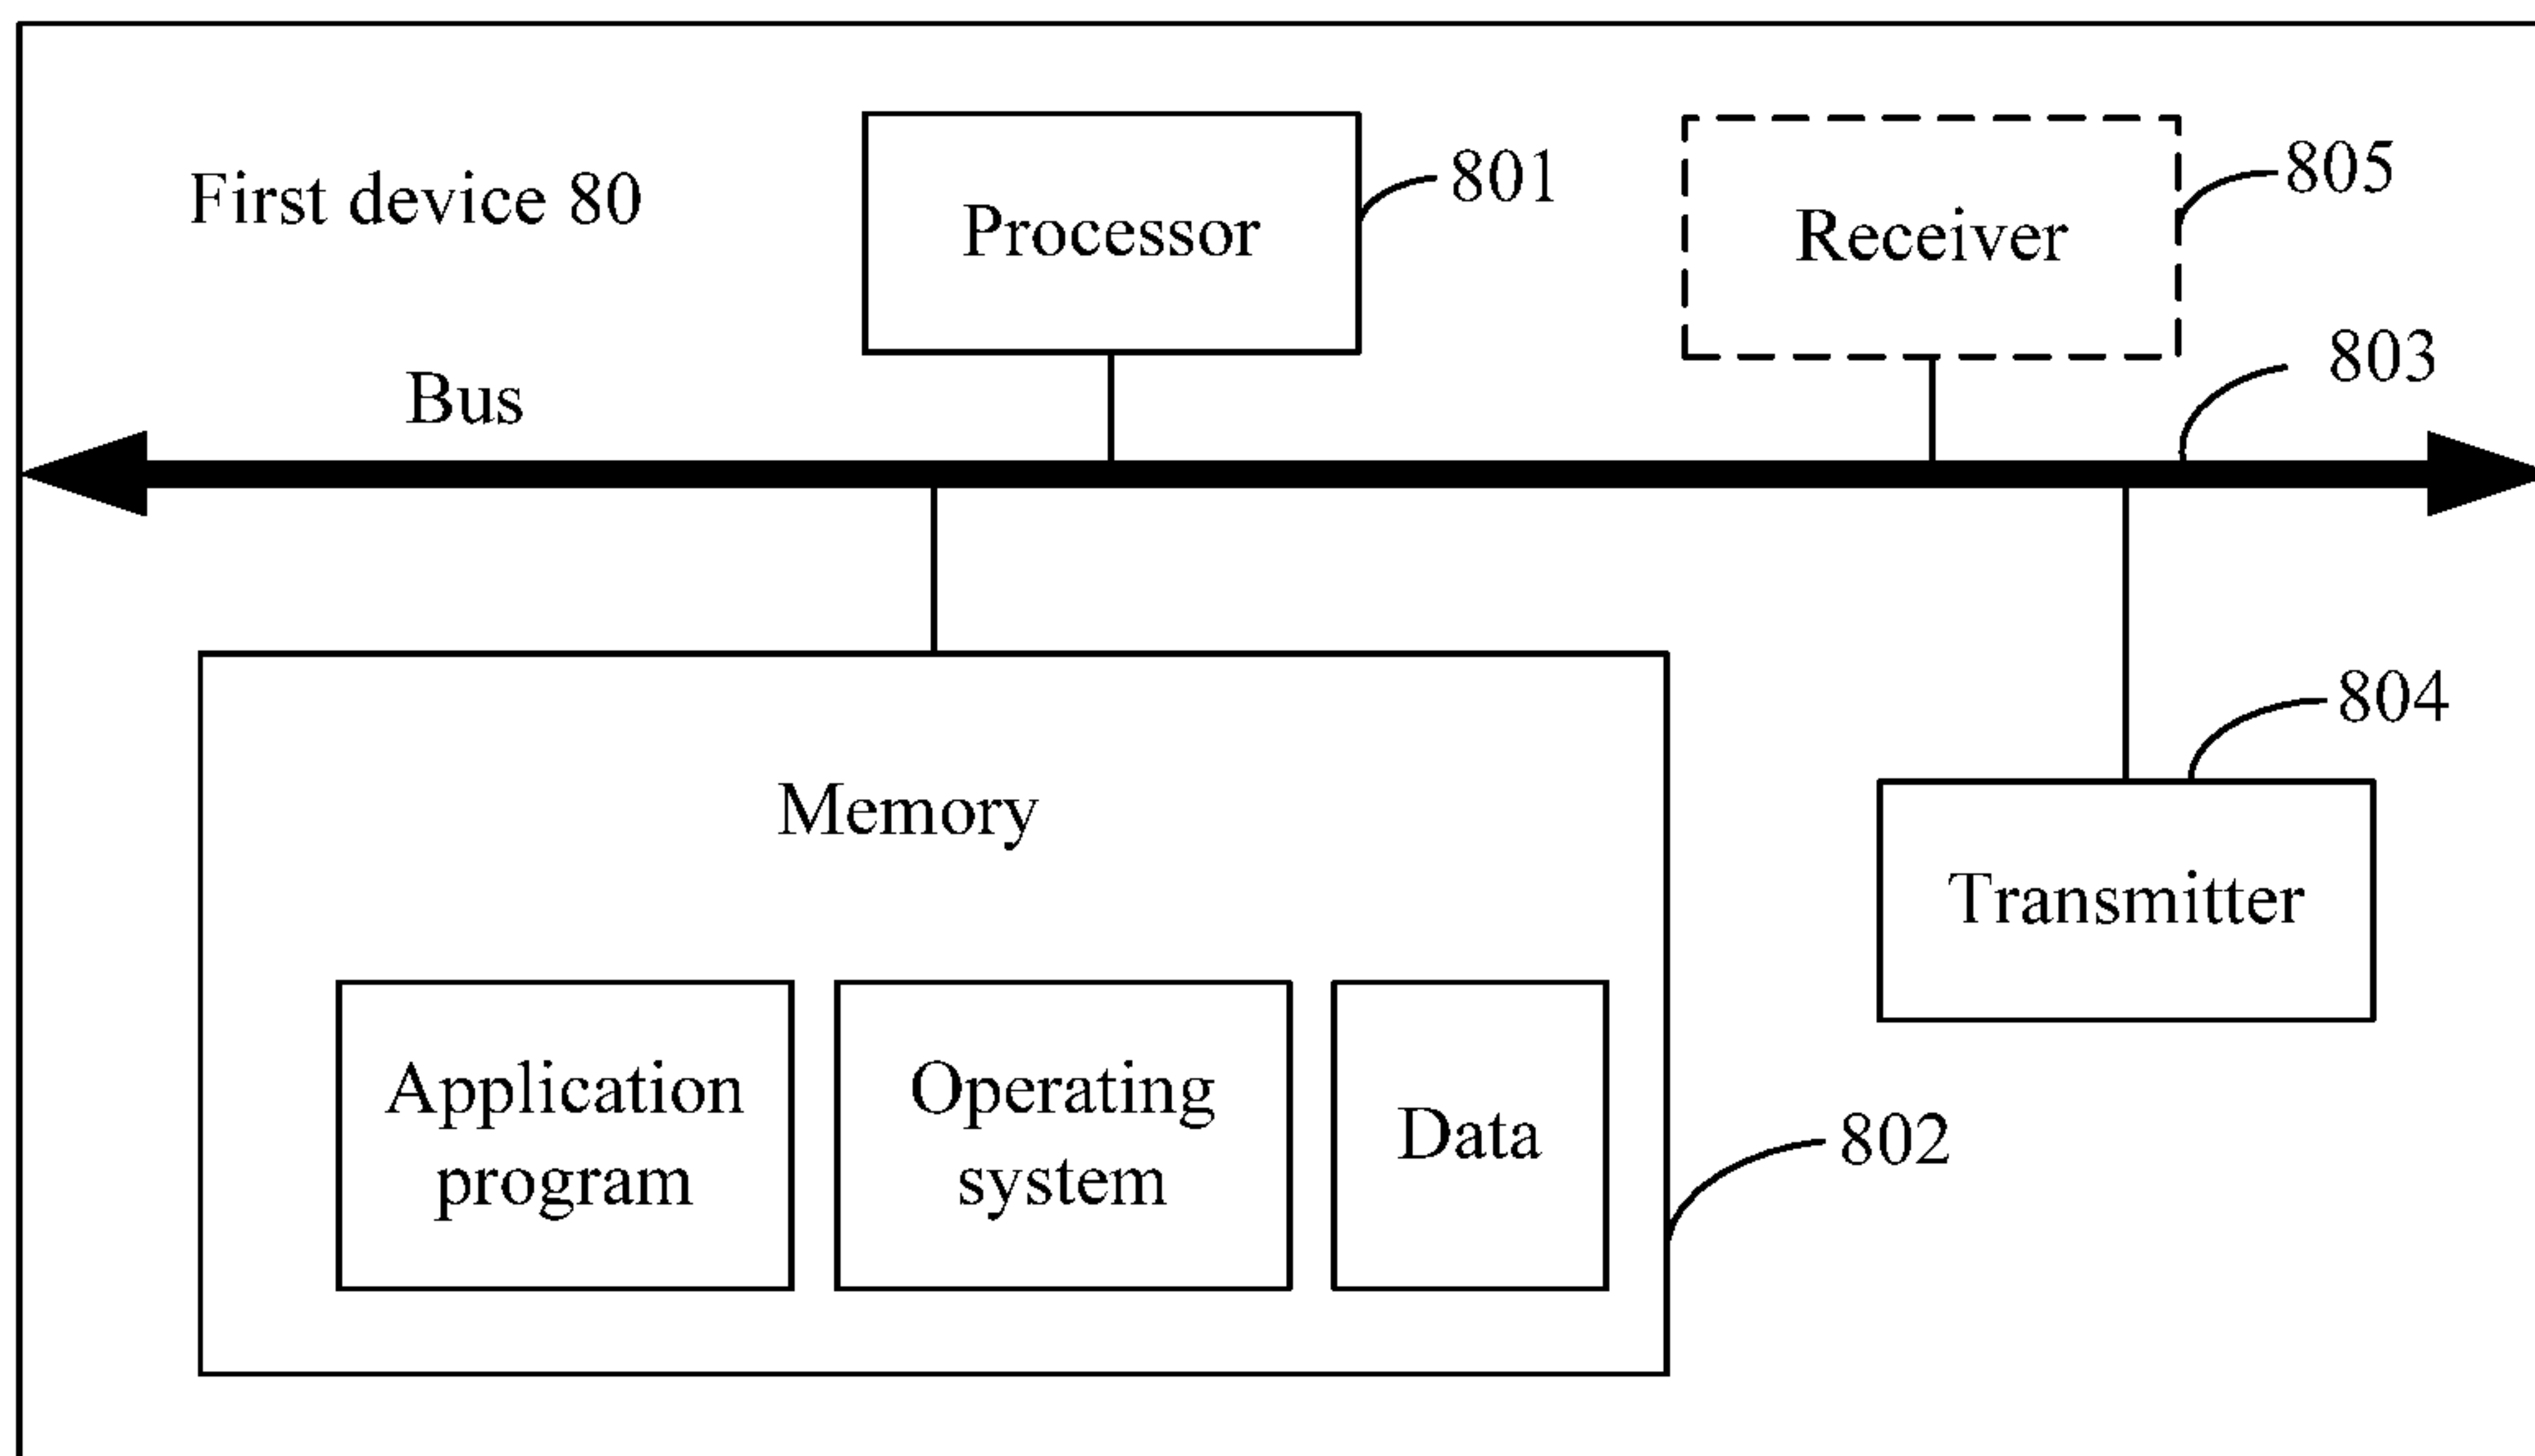 First device 80
Processor
801
Receiver
805
Bus
803
Memory
804
Transmitter
Application
program
Operating
system
Data
802